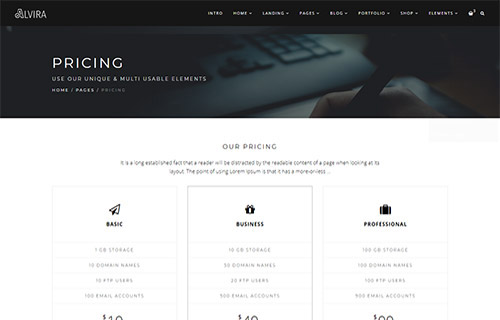 ALVIRA
INTRO HOME LANDING PAGES BLOG PORTFOLIO SHOP ELEMENTS
PRICING
USE OUR UNIQUE & MULTI USABLE ELEMENTS
HOME / PAGES / PRICING
OUR PRICING
It is a long established fact that a reader will be distracted by the readable content of a page when looking at its
layout. The point of using Lorem Ipsum is that it has a more-or-less ...
BASIC
1 GB STORAGE
10 DOMAIN NAMES
10 FTP USERS
100 EMAIL ACCOUNTS
BUSINESS
10 GB STORAGE
50 DOMAIN NAMES
20 FTP USERS
500 EMAIL ACCOUNTS
PROFESSIONAL
100 GB STORAGE
100 DOMAIN NAMES
100 FTP USERS
900 EMAIL ACCOUNTS